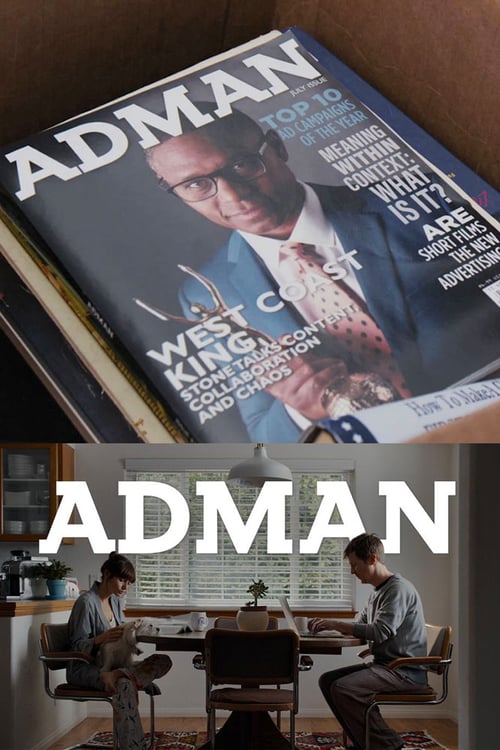 ADMAN
JULY ISSUE
TOP 10
AD CAMPAIGNS
OF THE YEAR
MEANING
WITHIN
CONTEXT:
WHAT
IS IT?
ARE
SHORT FILMS
THE NEW
ADVERTISING
WEST COAST
KING,
STONE TALKS CONTENT,
COLLABORATION
AND CHAOS
ADMAN
How To Make
ADMAN